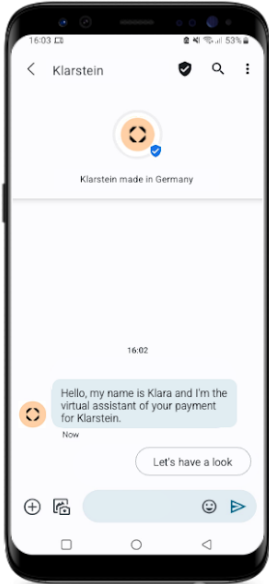 16:03
53%
Klarstein
Klarstein made in Germany
16:02
Hello, my name is Klara and I'm the
virtual assistant of your payment
for Klarstein.
Now
Let's have a look